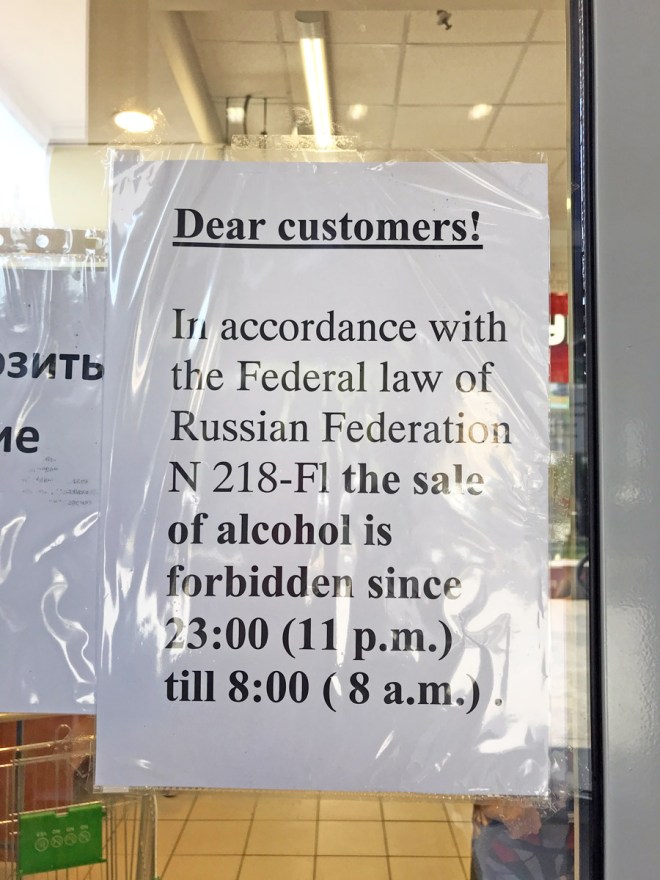 Dear customers!
In accordance with
the Federal law of
Russian Federation
N 218-Fl the sale
of alcohol is
forbidden since
23:00 (11 p.m.)
till 8:00 ( 8 a.m.) .
озить
ие